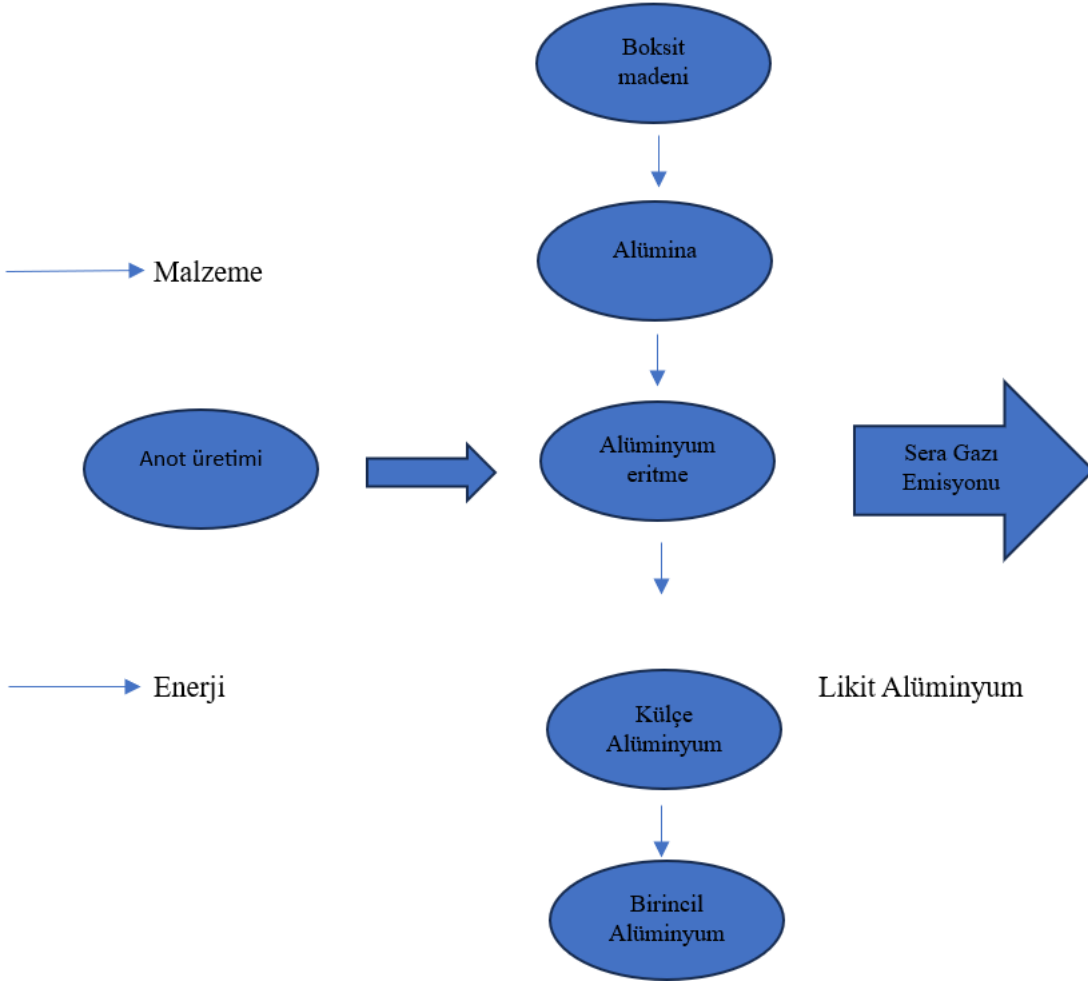 Boksit
madeni
Alümina
Malzeme
Anot üretimi
Alüminyum
eritme
Sera Gazı
Emisyonu
Enerji
Likit Alüminyum
Külçe
Alüminyum
Birincil
Alüminyum